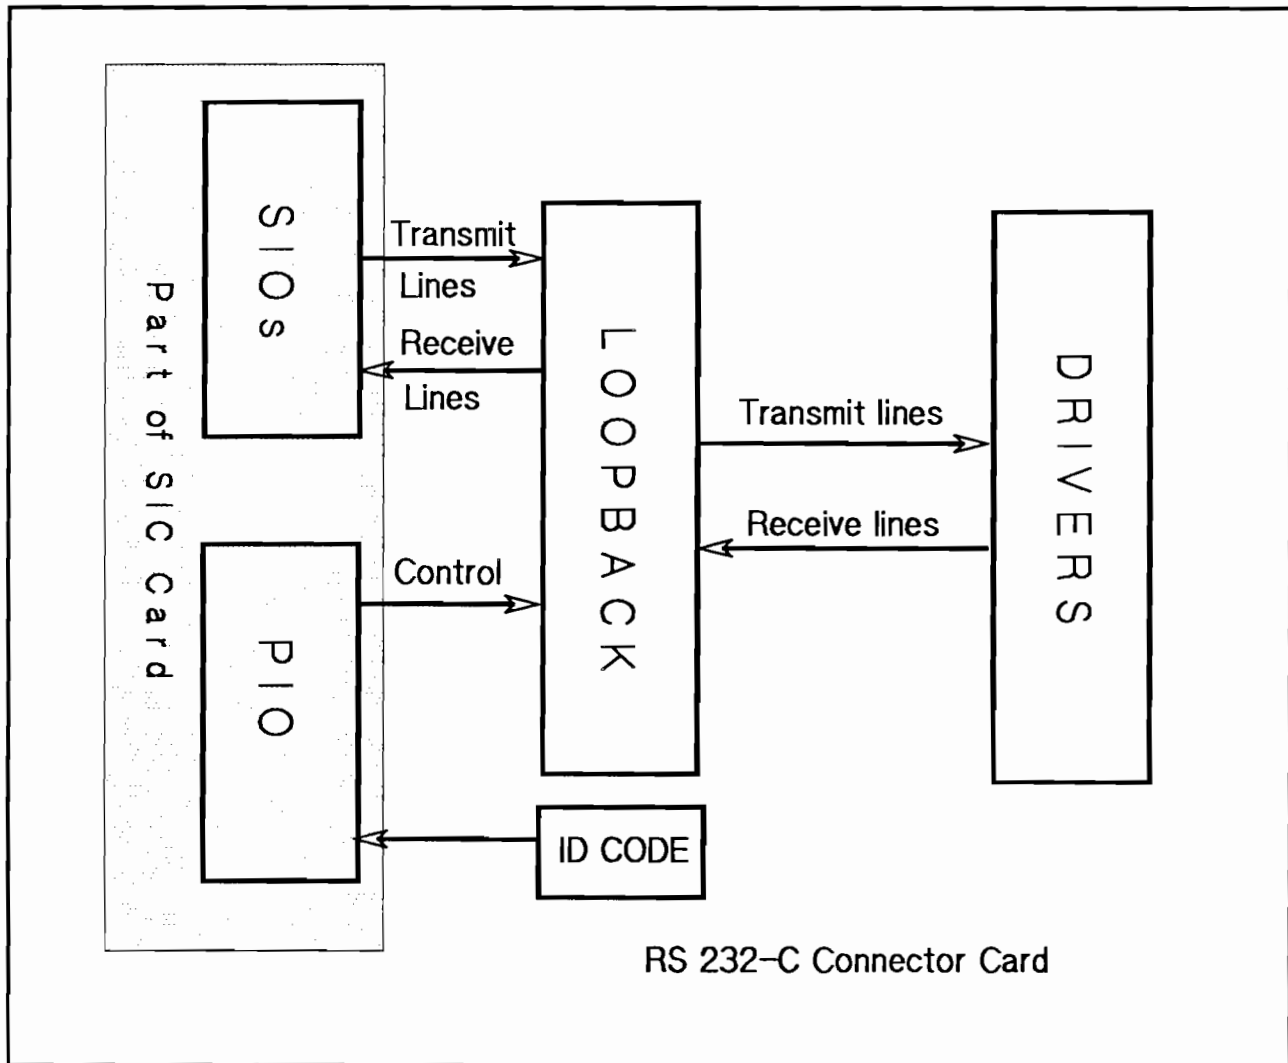 Part of SIC Card
SIOs
Transmit
Lines
Receive
Lines
PIO
Control
LOOPBACK
Transmit lines
Receive lines
DRIVERS
ID CODE
RS 232-C Connector Card